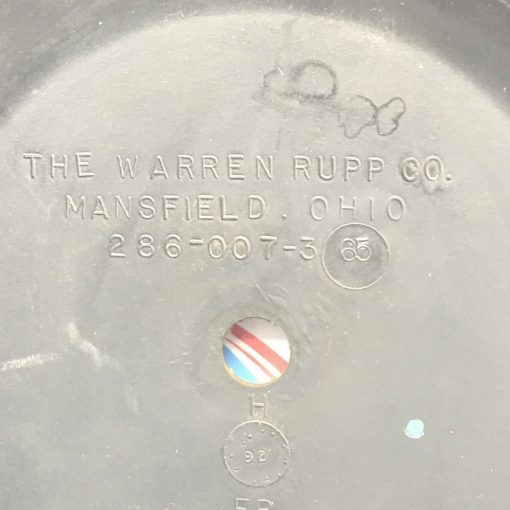 THE WARREN RUPP CO.
MANSFIELD. OHIO
286-007-3 65
H
92